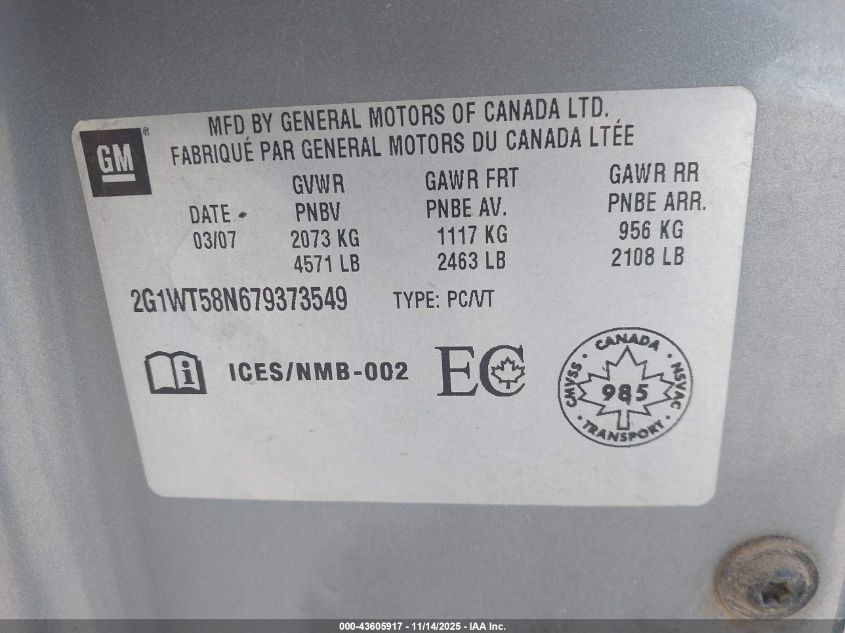 GM
MFD BY GENERAL MOTORS OF CANADA LTD.
FABRIQUÉ PAR GENERAL MOTORS DU CANADA LTÉE
DATE
03/07
GVWR
PNBV
2073 KG
4571 LB
GAWR FRT
PNBE AV.
1117 KG
2463 LB
GAWR RR
PNBE ARR.
956 KG
2108 LB
2G1WT58N679373549 TYPE: PC/VT
i ICES/NMB-002 EC
CANADA
CMVSS 985 NSVAC
TRANSPORT
000-43605917 - 11/14/2025 - IAA Inc.